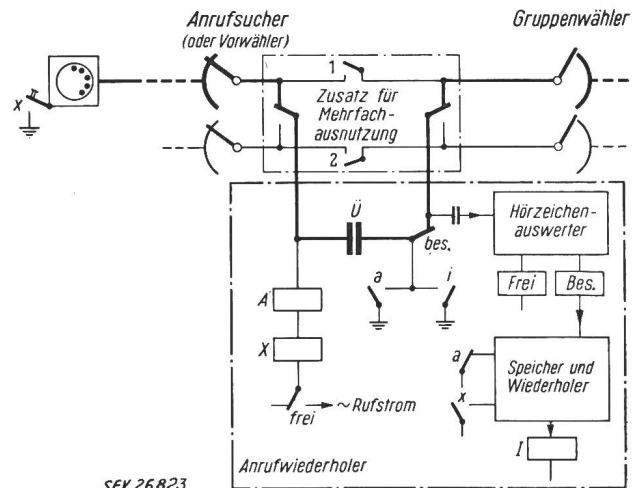 Anrufsucher
(oder Vorwähler)
Gruppenwähler
1
x
Zusatz für
Mehrfach-
ausnutzung
2
Ü
bes.
Hörzeichen-
auswerter
a
i
Frei
Bes.
A
X
a
x
Speicher und
Wiederholer
frei
~ Rufstrom
I
Anrufwiederholer
SEV 26823